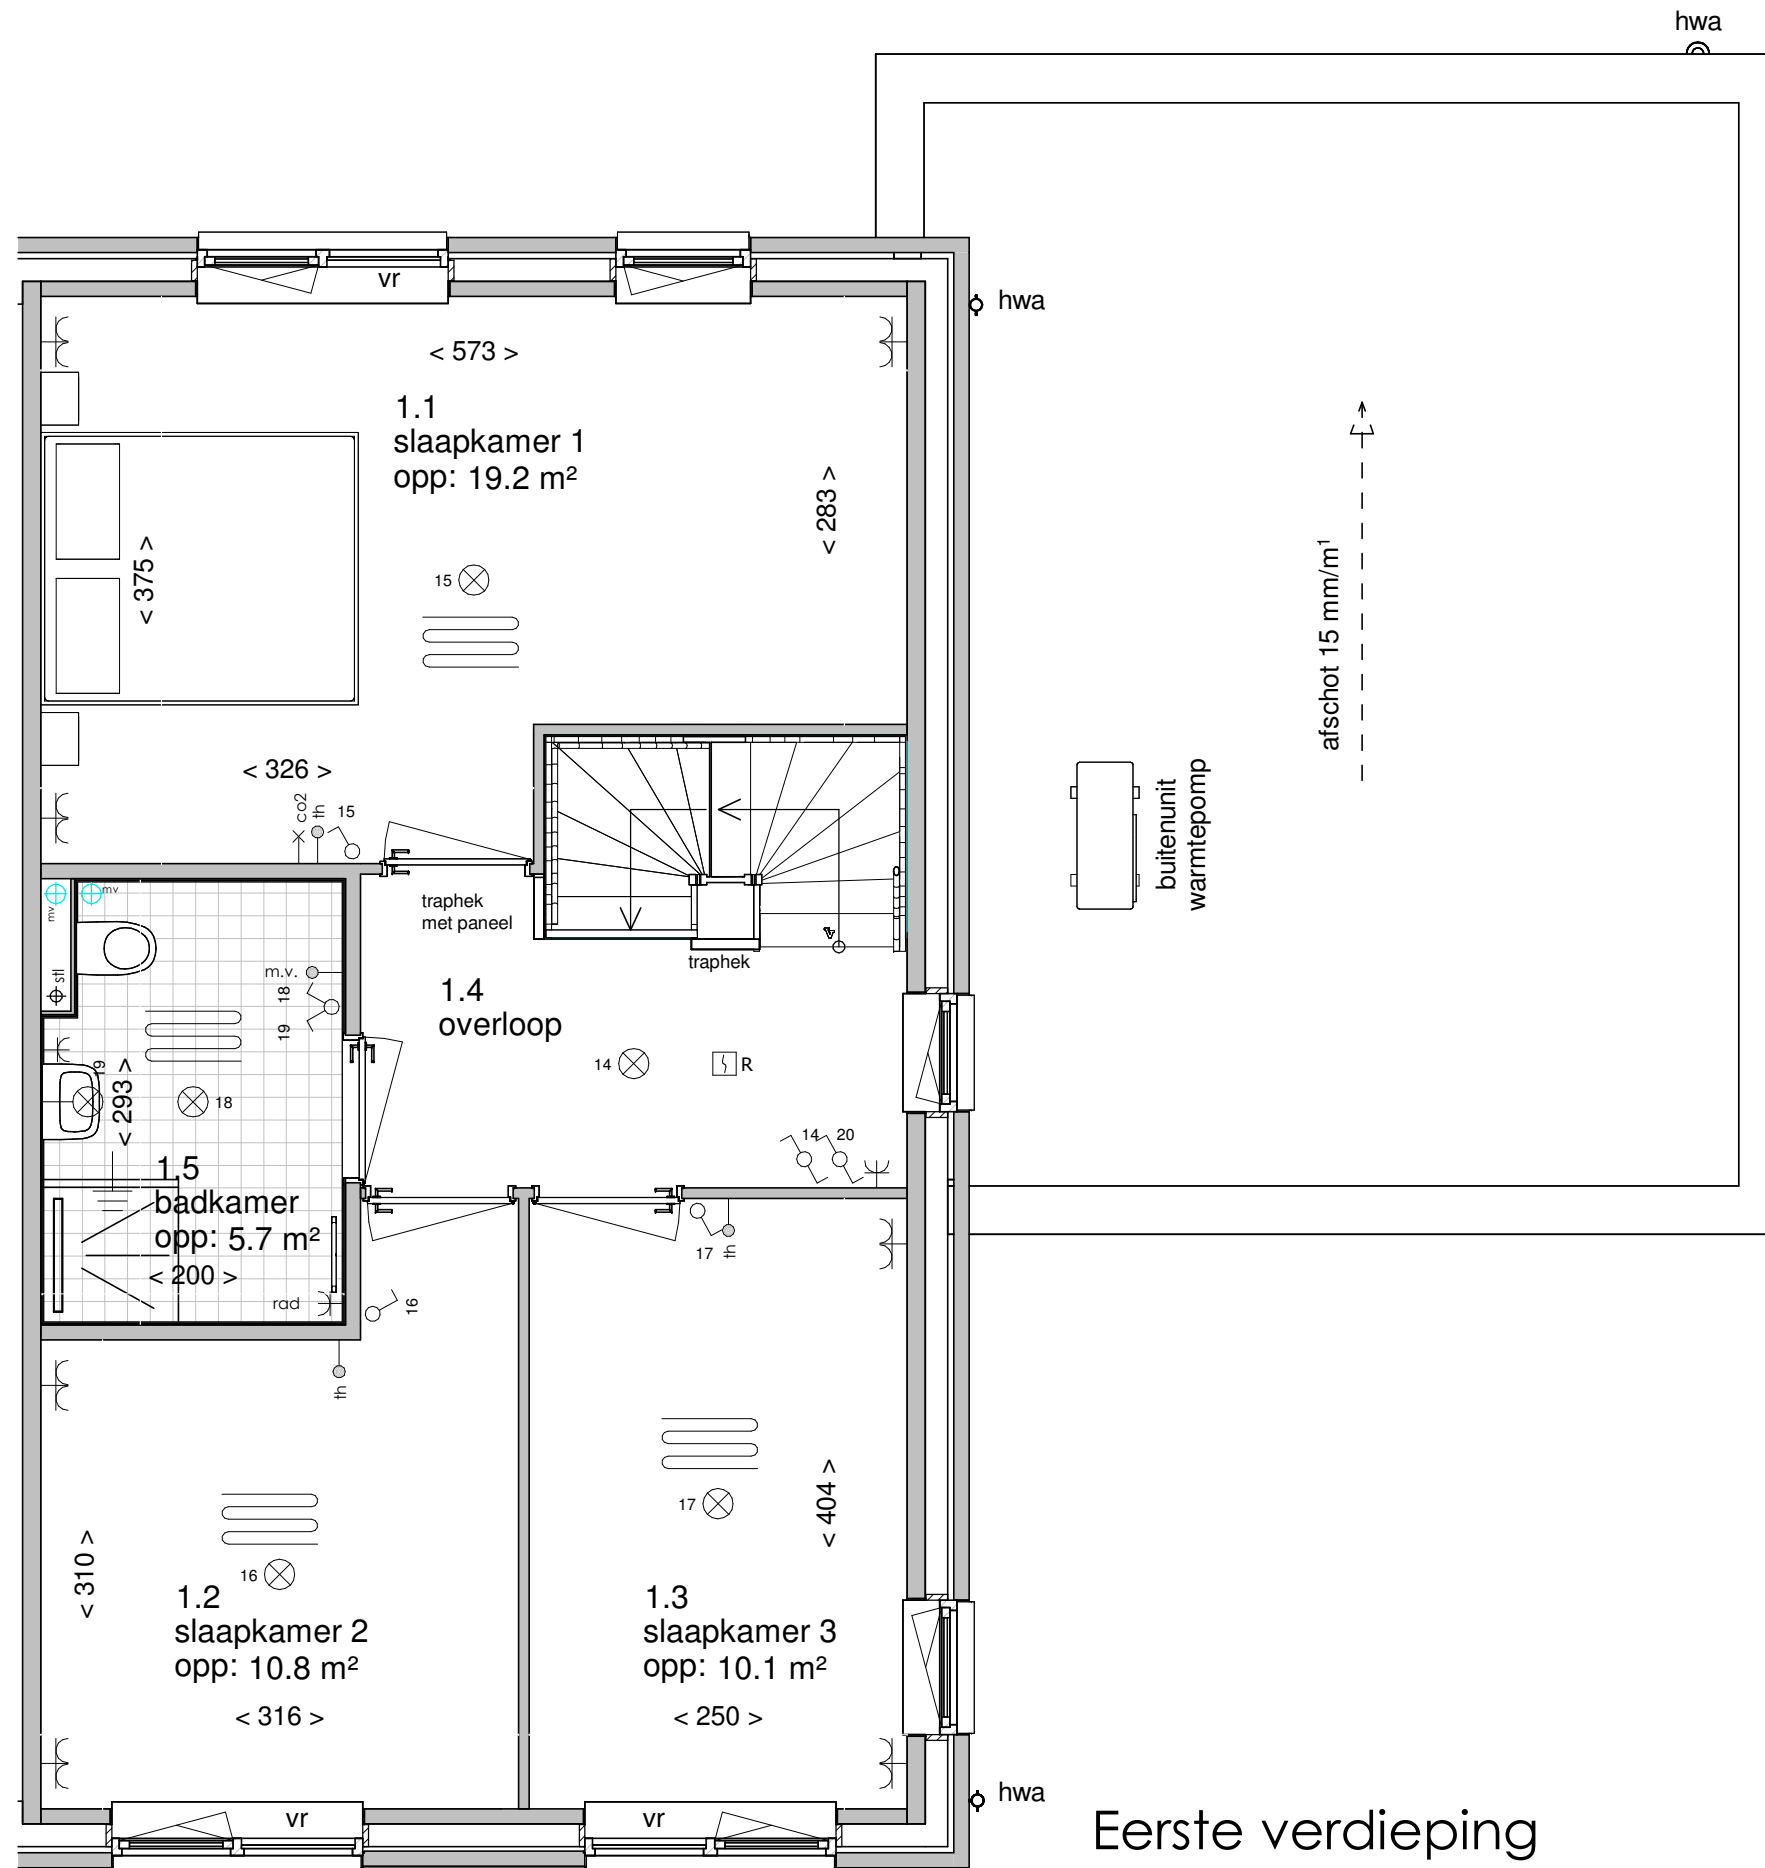 hwa
vr
hwa
< 573 >
1.1
slaapkamer 1
opp: 19.2 m²
< 283 >
< 375 >
15
afschot 15 mm/m¹
< 326 >
co2
th
15
buitenunit
warmtepomp
mv
mv
traphek
met paneel
traphek
stl
m.v.
18
19
1.4
overloop
14
R
19
< 293 >
18
14
20
1.5
badkamer
opp: 5.7 m²
< 200 >
rad
16
17
th
th
< 404 >
17
< 310 >
16
1.2
slaapkamer 2
opp: 10.8 m²
< 316 >
1.3
slaapkamer 3
opp: 10.1 m²
< 250 >
vr
vr
hwa
Eerste verdieping